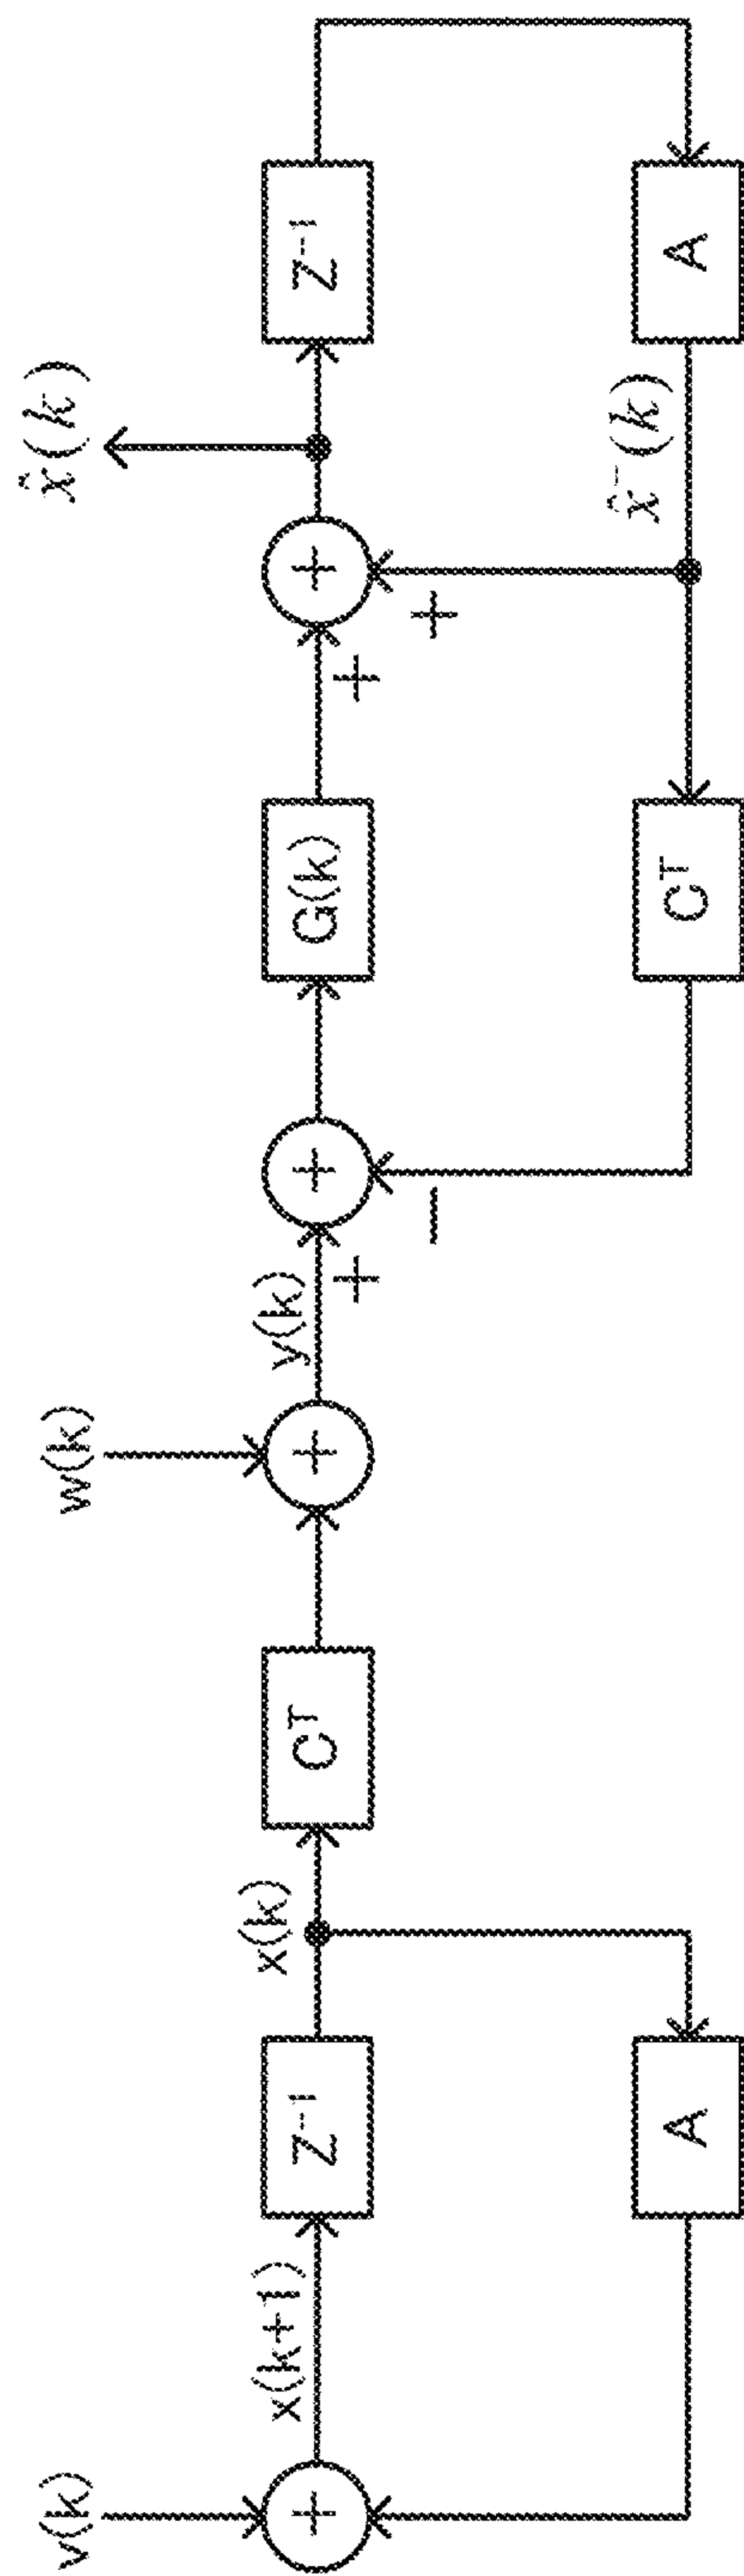 v(k)
+
x(k+1)
Z⁻¹
x(k)
A
Cᵀ
w(k)
+
y(k)
+
+
−
G(k)
Cᵀ
+
+
+
x̂(k)
x̂⁻(k)
Z⁻¹
A